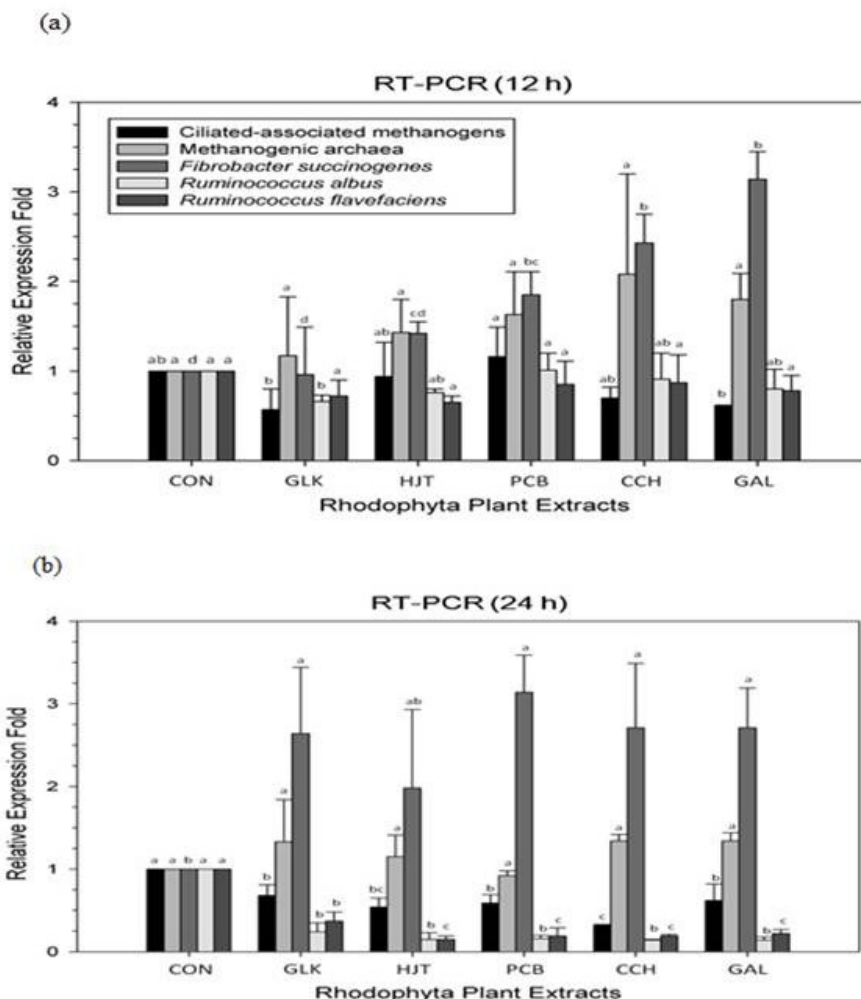 (a)
RT-PCR (12 h)
4
Ciliated-associated methanogens
Methanogenic archaea
Fibrobacter succinogenes
Ruminococcus albus
Ruminococcus flavefaciens
3
2
1
0
Relative Expression Fold
ab a d a a
b a d b a
ab a cd ab a
a a bc a a
ab a b ab a
b a b ab a
CON GLK HJT PCB CCH GAL
Rhodophyta Plant Extracts
(b)
RT-PCR (24 h)
4
3
2
1
0
Relative Expression Fold
a a b a a
b a a b b
bc a ab b c
b a a b c
c a a b c
b a a b c
CON GLK HJT PCB CCH GAL
Rhodophyta Plant Extracts